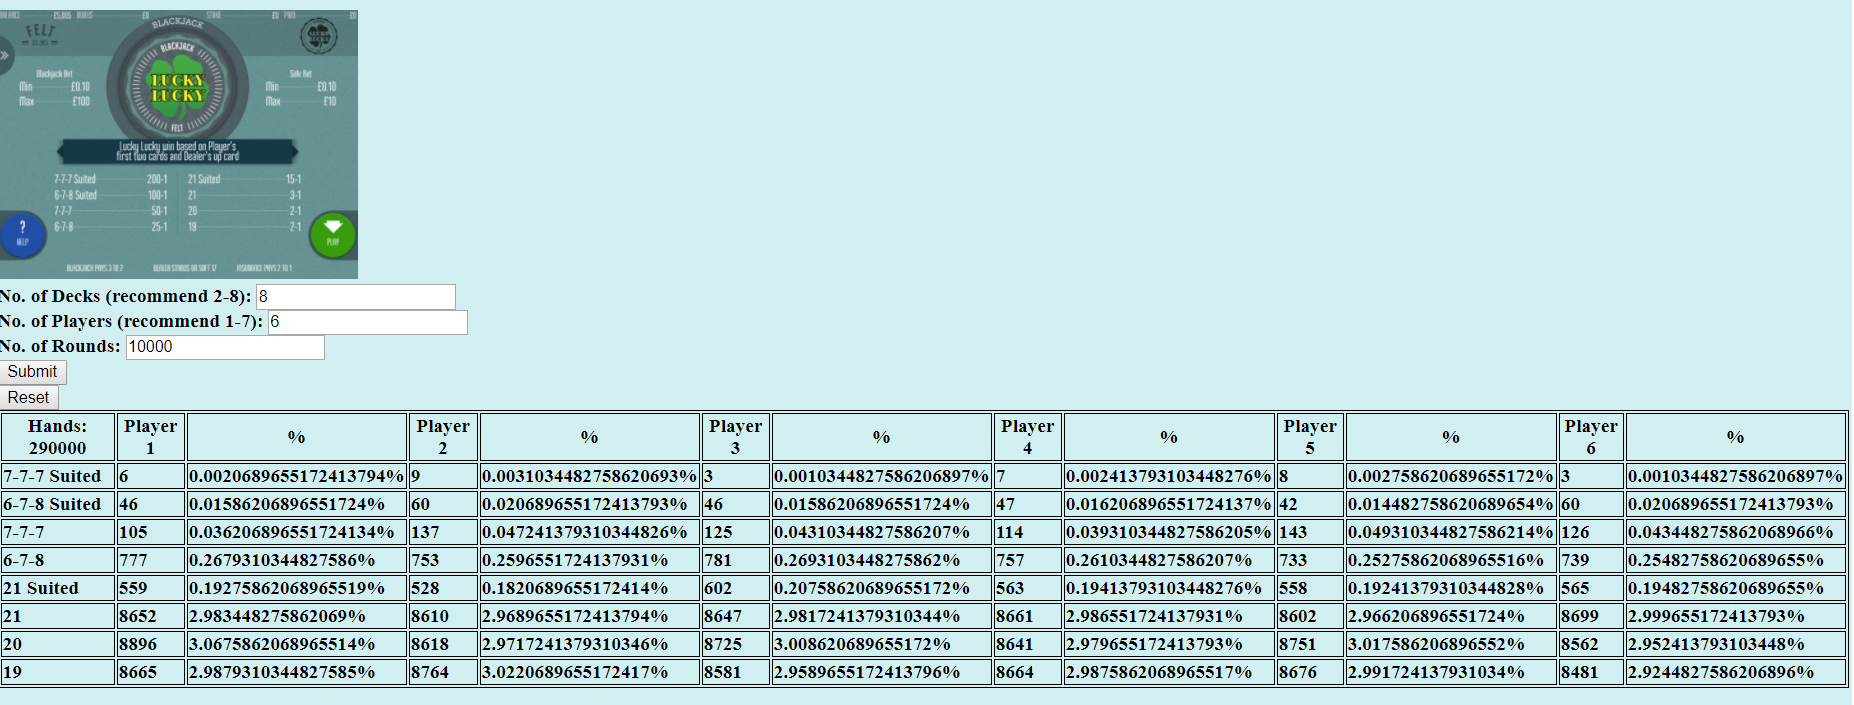 BALANCE £5,005 BONUS £0 STAKE £0 PAID £0
FELT
BLACKJACK
BLACKJACK
LUCKY
LUCKY
FELT
Blackjack Bet
Min £0.10
Max £100
Side Bet
Min £0.10
Max £10
Lucky Lucky win based on Player's
first two cards and Dealer's up card
7-7-7 Suited 200-1 21 Suited 15-1
6-7-8 Suited 100-1 21 3-1
7-7-7 50-1 20 2-1
6-7-8 25-1 19 2-1
? HELP
PLAY
BLACKJACK PAYS 3 TO 2 DEALER STANDS ON SOFT 17 INSURANCE PAYS 2 TO 1
No. of Decks (recommend 2-8): 8
No. of Players (recommend 1-7): 6
No. of Rounds: 10000
Submit
Reset
Hands: 290000 Player 1 % Player 2 % Player 3 % Player 4 % Player 5 % Player 6 %
7-7-7 Suited 6 0.0020689655172413794% 9 0.0031034482758620693% 3 0.0010344827586206897% 7 0.002413793103448276% 8 0.002758620689655172% 3 0.0010344827586206897%
6-7-8 Suited 46 0.01586206896551724% 60 0.020689655172413793% 46 0.01586206896551724% 47 0.016206896551724137% 42 0.014482758620689654% 60 0.020689655172413793%
7-7-7 105 0.036206896551724134% 137 0.047241379310344826% 125 0.04310344827586207% 114 0.039310344827586205% 143 0.049310344827586214% 126 0.043448275862068966%
6-7-8 777 0.2679310344827586% 753 0.2596551724137931% 781 0.2693103448275862% 757 0.2610344827586207% 733 0.25275862068965516% 739 0.254827586206896​55%
21 Suited 559 0.19275862068965519% 528 0.1820689655172414% 602 0.20758620689655172% 563 0.19413793103448276% 558 0.19241379310344828% 565 0.19482758620689655%
21 8652 2.983448275862069% 8610 2.9689655172413794% 8647 2.9817241379310344% 8661 2.986551724137931% 8602 2.966206896551724% 8699 2.9996551724137​93%
20 8896 3.0675862068965514% 8618 2.9717241379310346% 8725 3.008620689655172% 8641 2.979655172413793% 8751 3.017586206896552% 8562 2.952413793103448%
19 8665 2.9879310344827585% 8764 3.0220689655172417% 8581 2.9589655172413796% 8664 2.9875862068965517% 8676 2.991724137931034% 8481 2.9244827586206896%